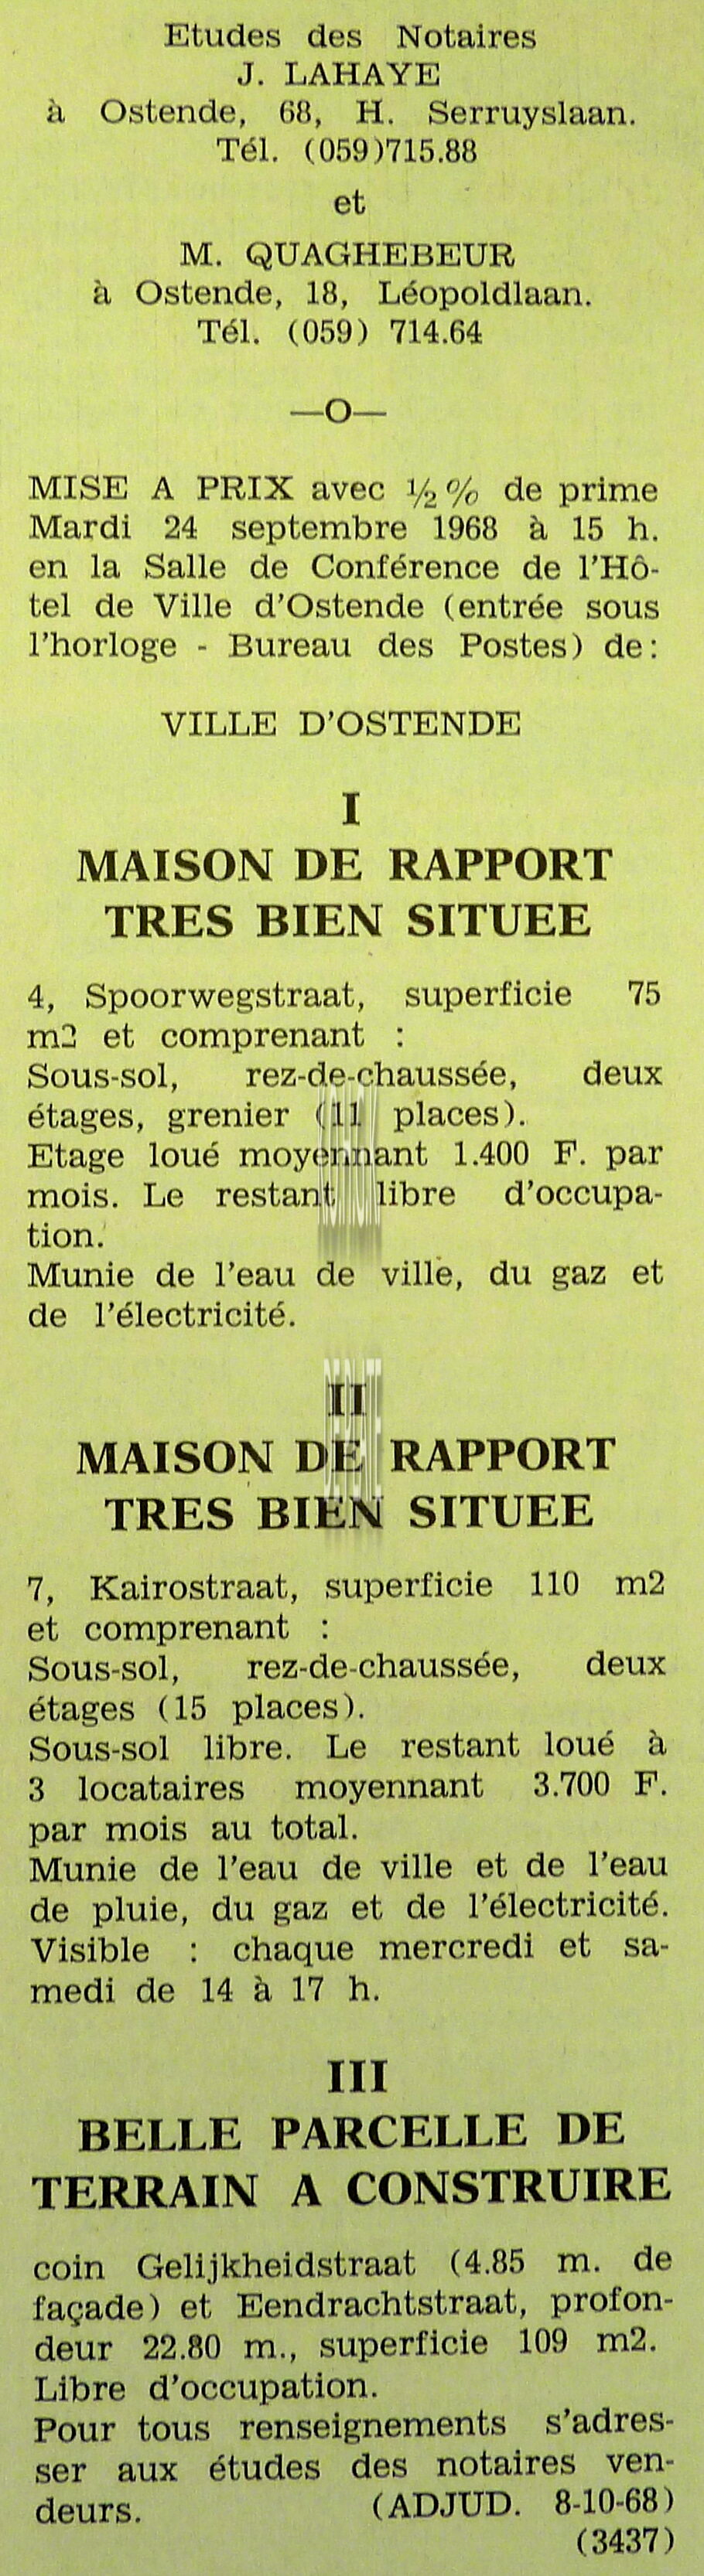 Etudes des Notaires
J. LAHAYE
à Ostende, 68, H. Serruyslaan.
Tél. (059)715.88
et
M. QUAGHEBEUR
à Ostende, 18, Léopoldlaan.
Tél. (059) 714.64
—O—
MISE A PRIX avec ½% de prime
Mardi 24 septembre 1968 à 15 h.
en la Salle de Conférence de l'Hô-
tel de Ville d'Ostende (entrée sous
l'horloge - Bureau des Postes) de:
VILLE D'OSTENDE
I
MAISON DE RAPPORT
TRES BIEN SITUEE
4, Spoorwegstraat, superficie 75
m2 et comprenant :
Sous-sol, rez-de-chaussée, deux
étages, grenier (11 places).
Etage loué moyennant 1.400 F. par
mois. Le restant libre d'occupa-
tion.
Munie de l'eau de ville, du gaz et
de l'électricité.
II
MAISON DE RAPPORT
TRES BIEN SITUEE
7, Kairostraat, superficie 110 m2
et comprenant :
Sous-sol, rez-de-chaussée, deux
étages (15 places).
Sous-sol libre. Le restant loué à
3 locataires moyennant 3.700 F.
par mois au total.
Munie de l'eau de ville et de l'eau
de pluie, du gaz et de l'électricité.
Visible : chaque mercredi et sa-
medi de 14 à 17 h.
III
BELLE PARCELLE DE
TERRAIN A CONSTRUIRE
coin Gelijkheidstraat (4.85 m. de
façade) et Eendrachtstraat, profon-
deur 22.80 m., superficie 109 m2.
Libre d'occupation.
Pour tous renseignements s'adres-
ser aux études des notaires ven-
deurs. (ADJUD. 8-10-68)
(3437)